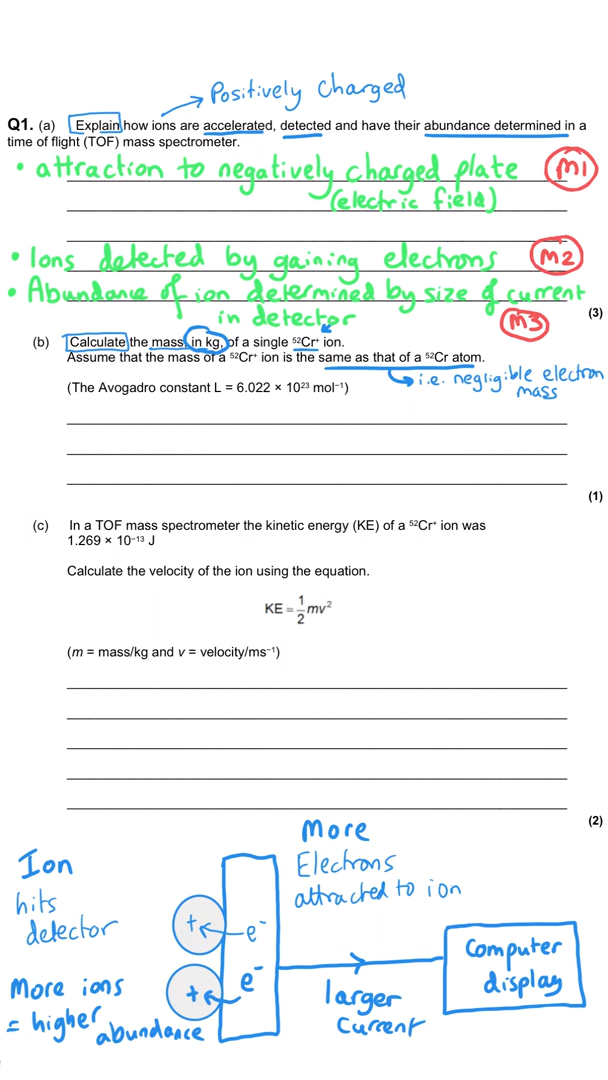 Positively Charged
Q1. (a) Explain how ions are accelerated, detected and have their abundance determined in a
time of flight (TOF) mass spectrometer.
• attraction to negatively charged plate (M1)
(electric field)
• Ions detected by gaining electrons (M2)
• Abundance of ion determined by size of current
in detector (M3)
(3)
(b) Calculate the mass, in kg, of a single ⁵²Cr⁺ ion.
Assume that the mass of a ⁵²Cr⁺ ion is the same as that of a ⁵²Cr atom.
(The Avogadro constant L = 6.022 × 10²³ mol⁻¹)
i.e. negligible electron
mass
(1)
(c) In a TOF mass spectrometer the kinetic energy (KE) of a ⁵²Cr⁺ ion was
1.269 × 10⁻¹³ J
Calculate the velocity of the ion using the equation.
KE = 1/2 mv²
(m = mass/kg and v = velocity/ms⁻¹)
(2)
Ion
hits
detector
More ions
= higher
abundance
+ e⁻
+ e⁻
More
Electrons
attracted to ion
larger
current
Computer
display